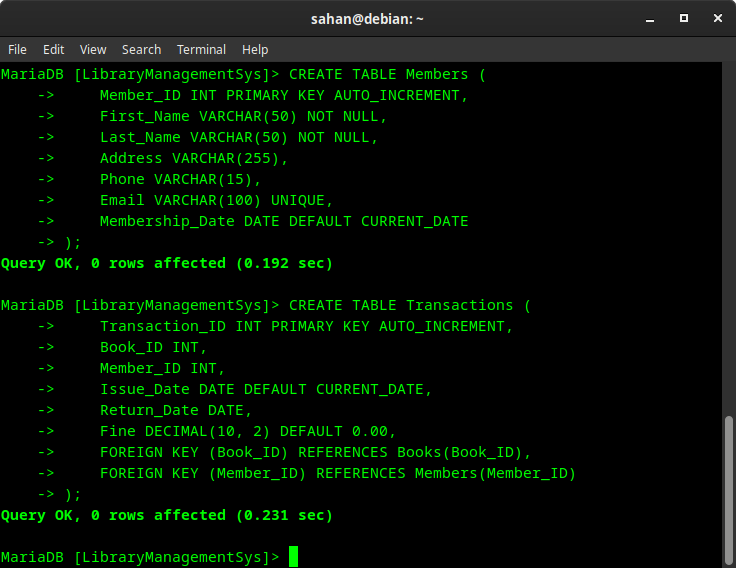 sahan@debian: ~
File Edit View Search Terminal Help
MariaDB [LibraryManagementSys]> CREATE TABLE Members (
    ->     Member_ID INT PRIMARY KEY AUTO_INCREMENT,
    ->     First_Name VARCHAR(50) NOT NULL,
    ->     Last_Name VARCHAR(50) NOT NULL,
    ->     Address VARCHAR(255),
    ->     Phone VARCHAR(15),
    ->     Email VARCHAR(100) UNIQUE,
    ->     Membership_Date DATE DEFAULT CURRENT_DATE
    -> );
Query OK, 0 rows affected (0.192 sec)

MariaDB [LibraryManagementSys]> CREATE TABLE Transactions (
    ->     Transaction_ID INT PRIMARY KEY AUTO_INCREMENT,
    ->     Book_ID INT,
    ->     Member_ID INT,
    ->     Issue_Date DATE DEFAULT CURRENT_DATE,
    ->     Return_Date DATE,
    ->     Fine DECIMAL(10, 2) DEFAULT 0.00,
    ->     FOREIGN KEY (Book_ID) REFERENCES Books(Book_ID),
    ->     FOREIGN KEY (Member_ID) REFERENCES Members(Member_ID)
    -> );
Query OK, 0 rows affected (0.231 sec)

MariaDB [LibraryManagementSys]>